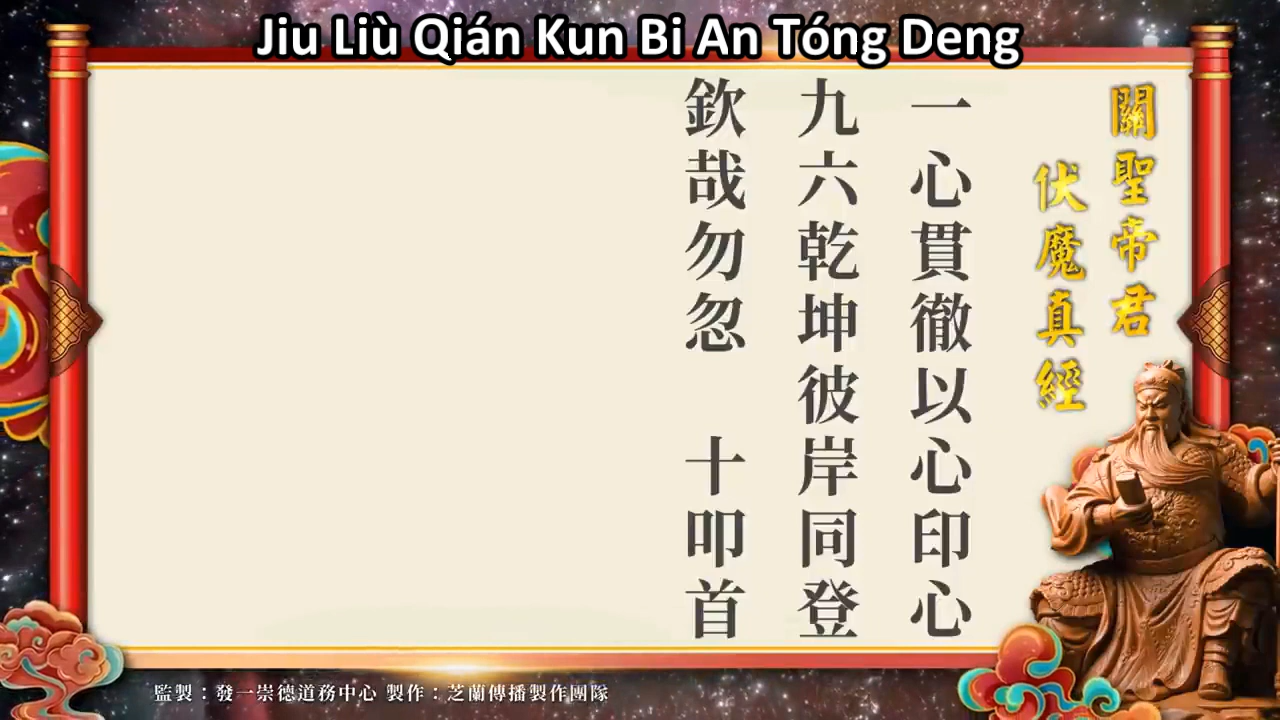 Jiu Liù Qián Kun Bi An Tóng Deng
關聖帝君
伏魔真經
一心貫徹以心印心
九六乾坤彼岸同登
欽哉勿忽 十叩首
監製：發一崇德道務中心 製作：芝蘭傳播製作團隊